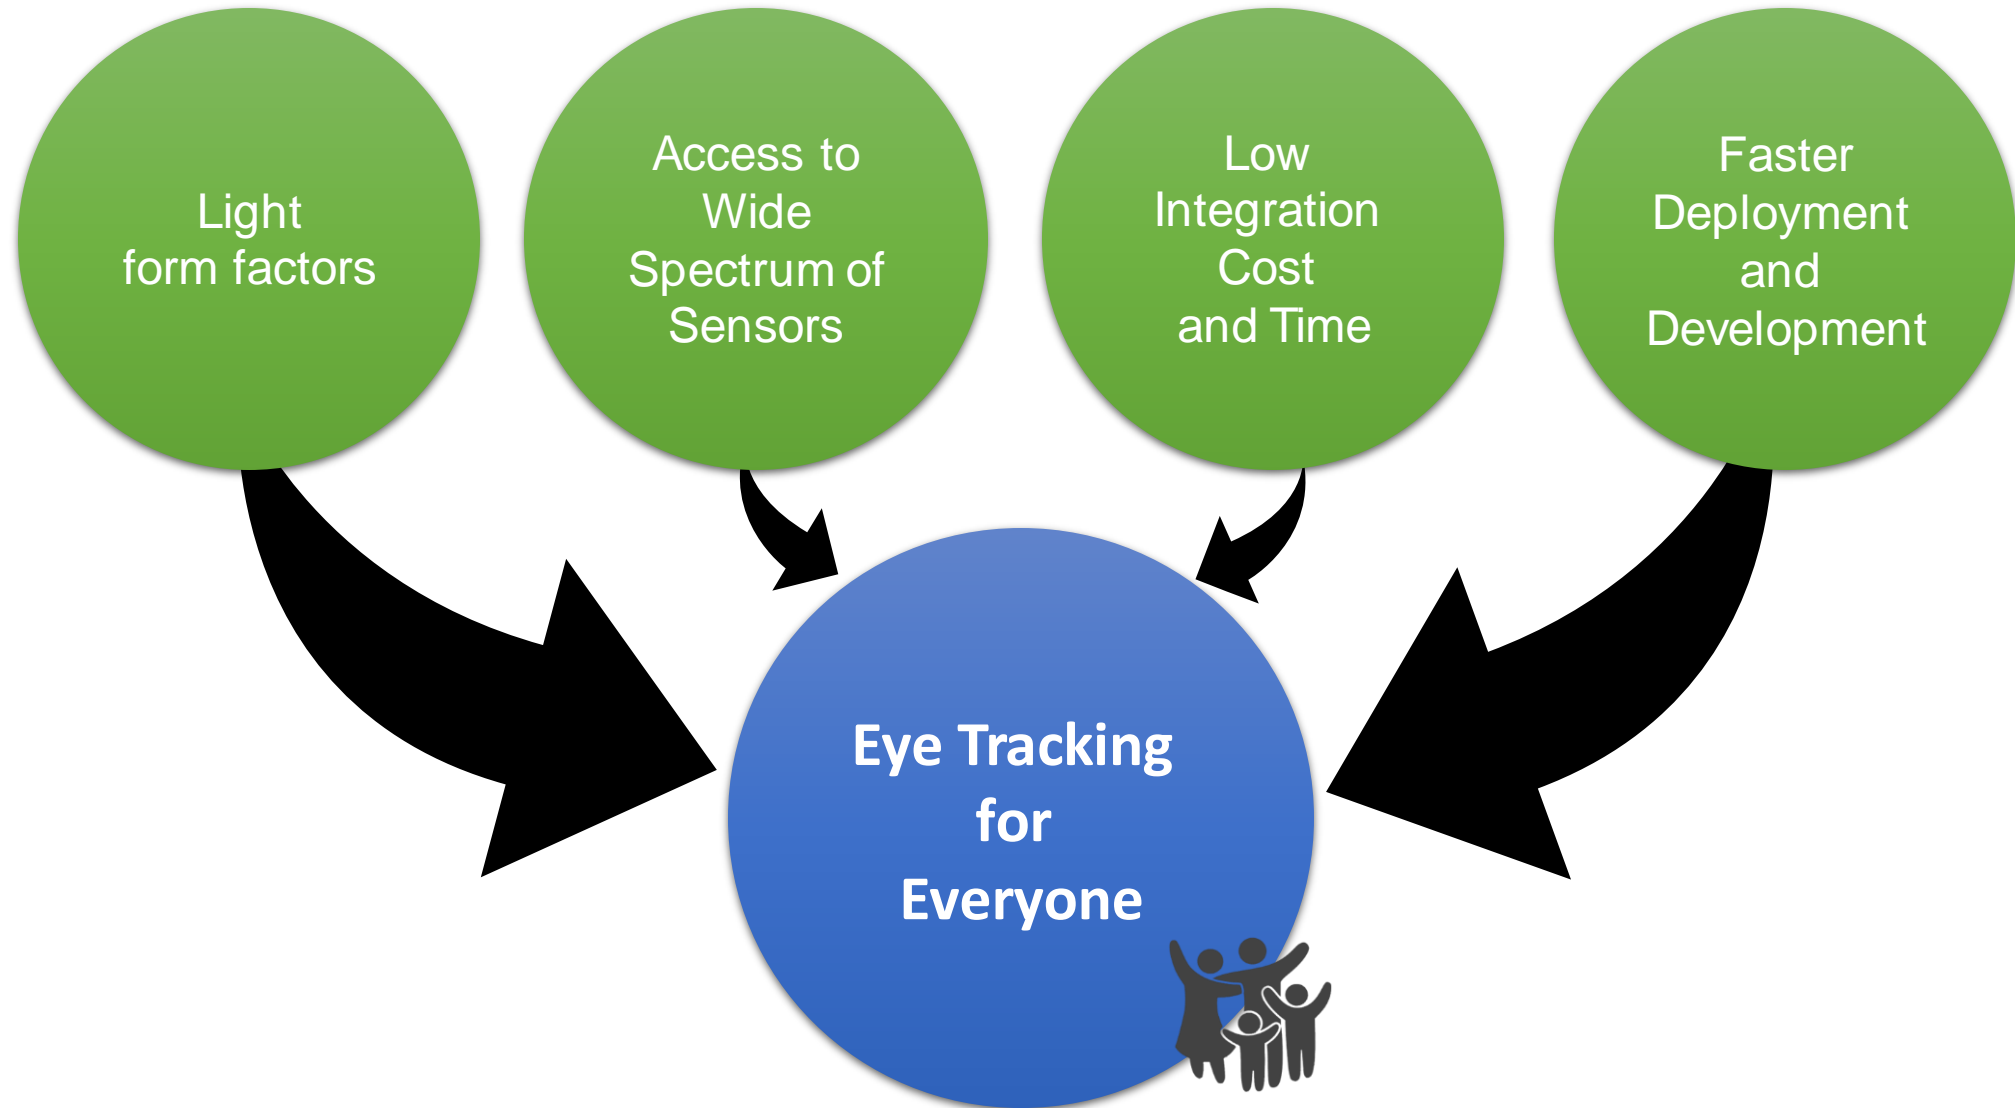 Light
form factors
Access to
Wide
Spectrum of
Sensors
Low
Integration
Cost
and Time
Faster
Deployment
and
Development
Eye Tracking
for
Everyone